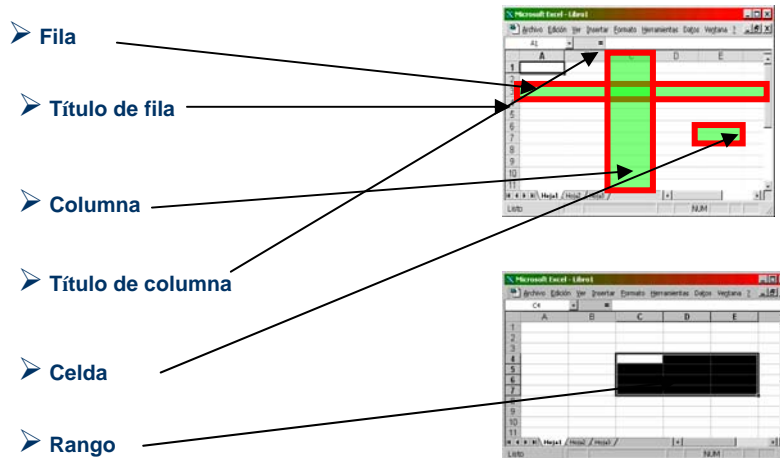 Fila
Título de fila
Columna
Título de columna
Celda
Rango
Microsoft Excel - Libro1
Archivo Edición Ver Insertar Formato Herramientas Datos Ventana ?
A1 =
A C D E
1
2
3
5
6
7
8
9
10
11
Hoja1 Hoja2 Hoja3
Listo NUM
Microsoft Excel - Libro1
Archivo Edición Ver Insertar Formato Herramientas Datos Ventana ?
C4 =
A B C D E
1
2
3
4
5
6
7
8
9
10
11
Hoja1 Hoja2 Hoja3
Listo NUM